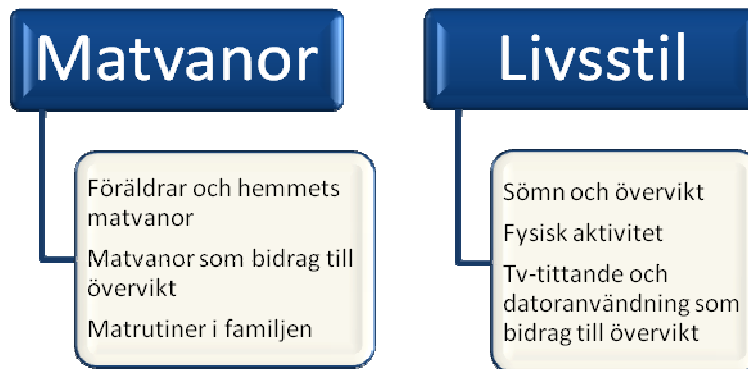 Matvanor
Föräldrar och hemmets
matvanor
Matvanor som bidrag till
övervikt
Matrutiner i familjen
Livsstil
Sömn och övervikt
Fysisk aktivitet
Tv-tittande och
datoranvändning som
bidrag till övervikt